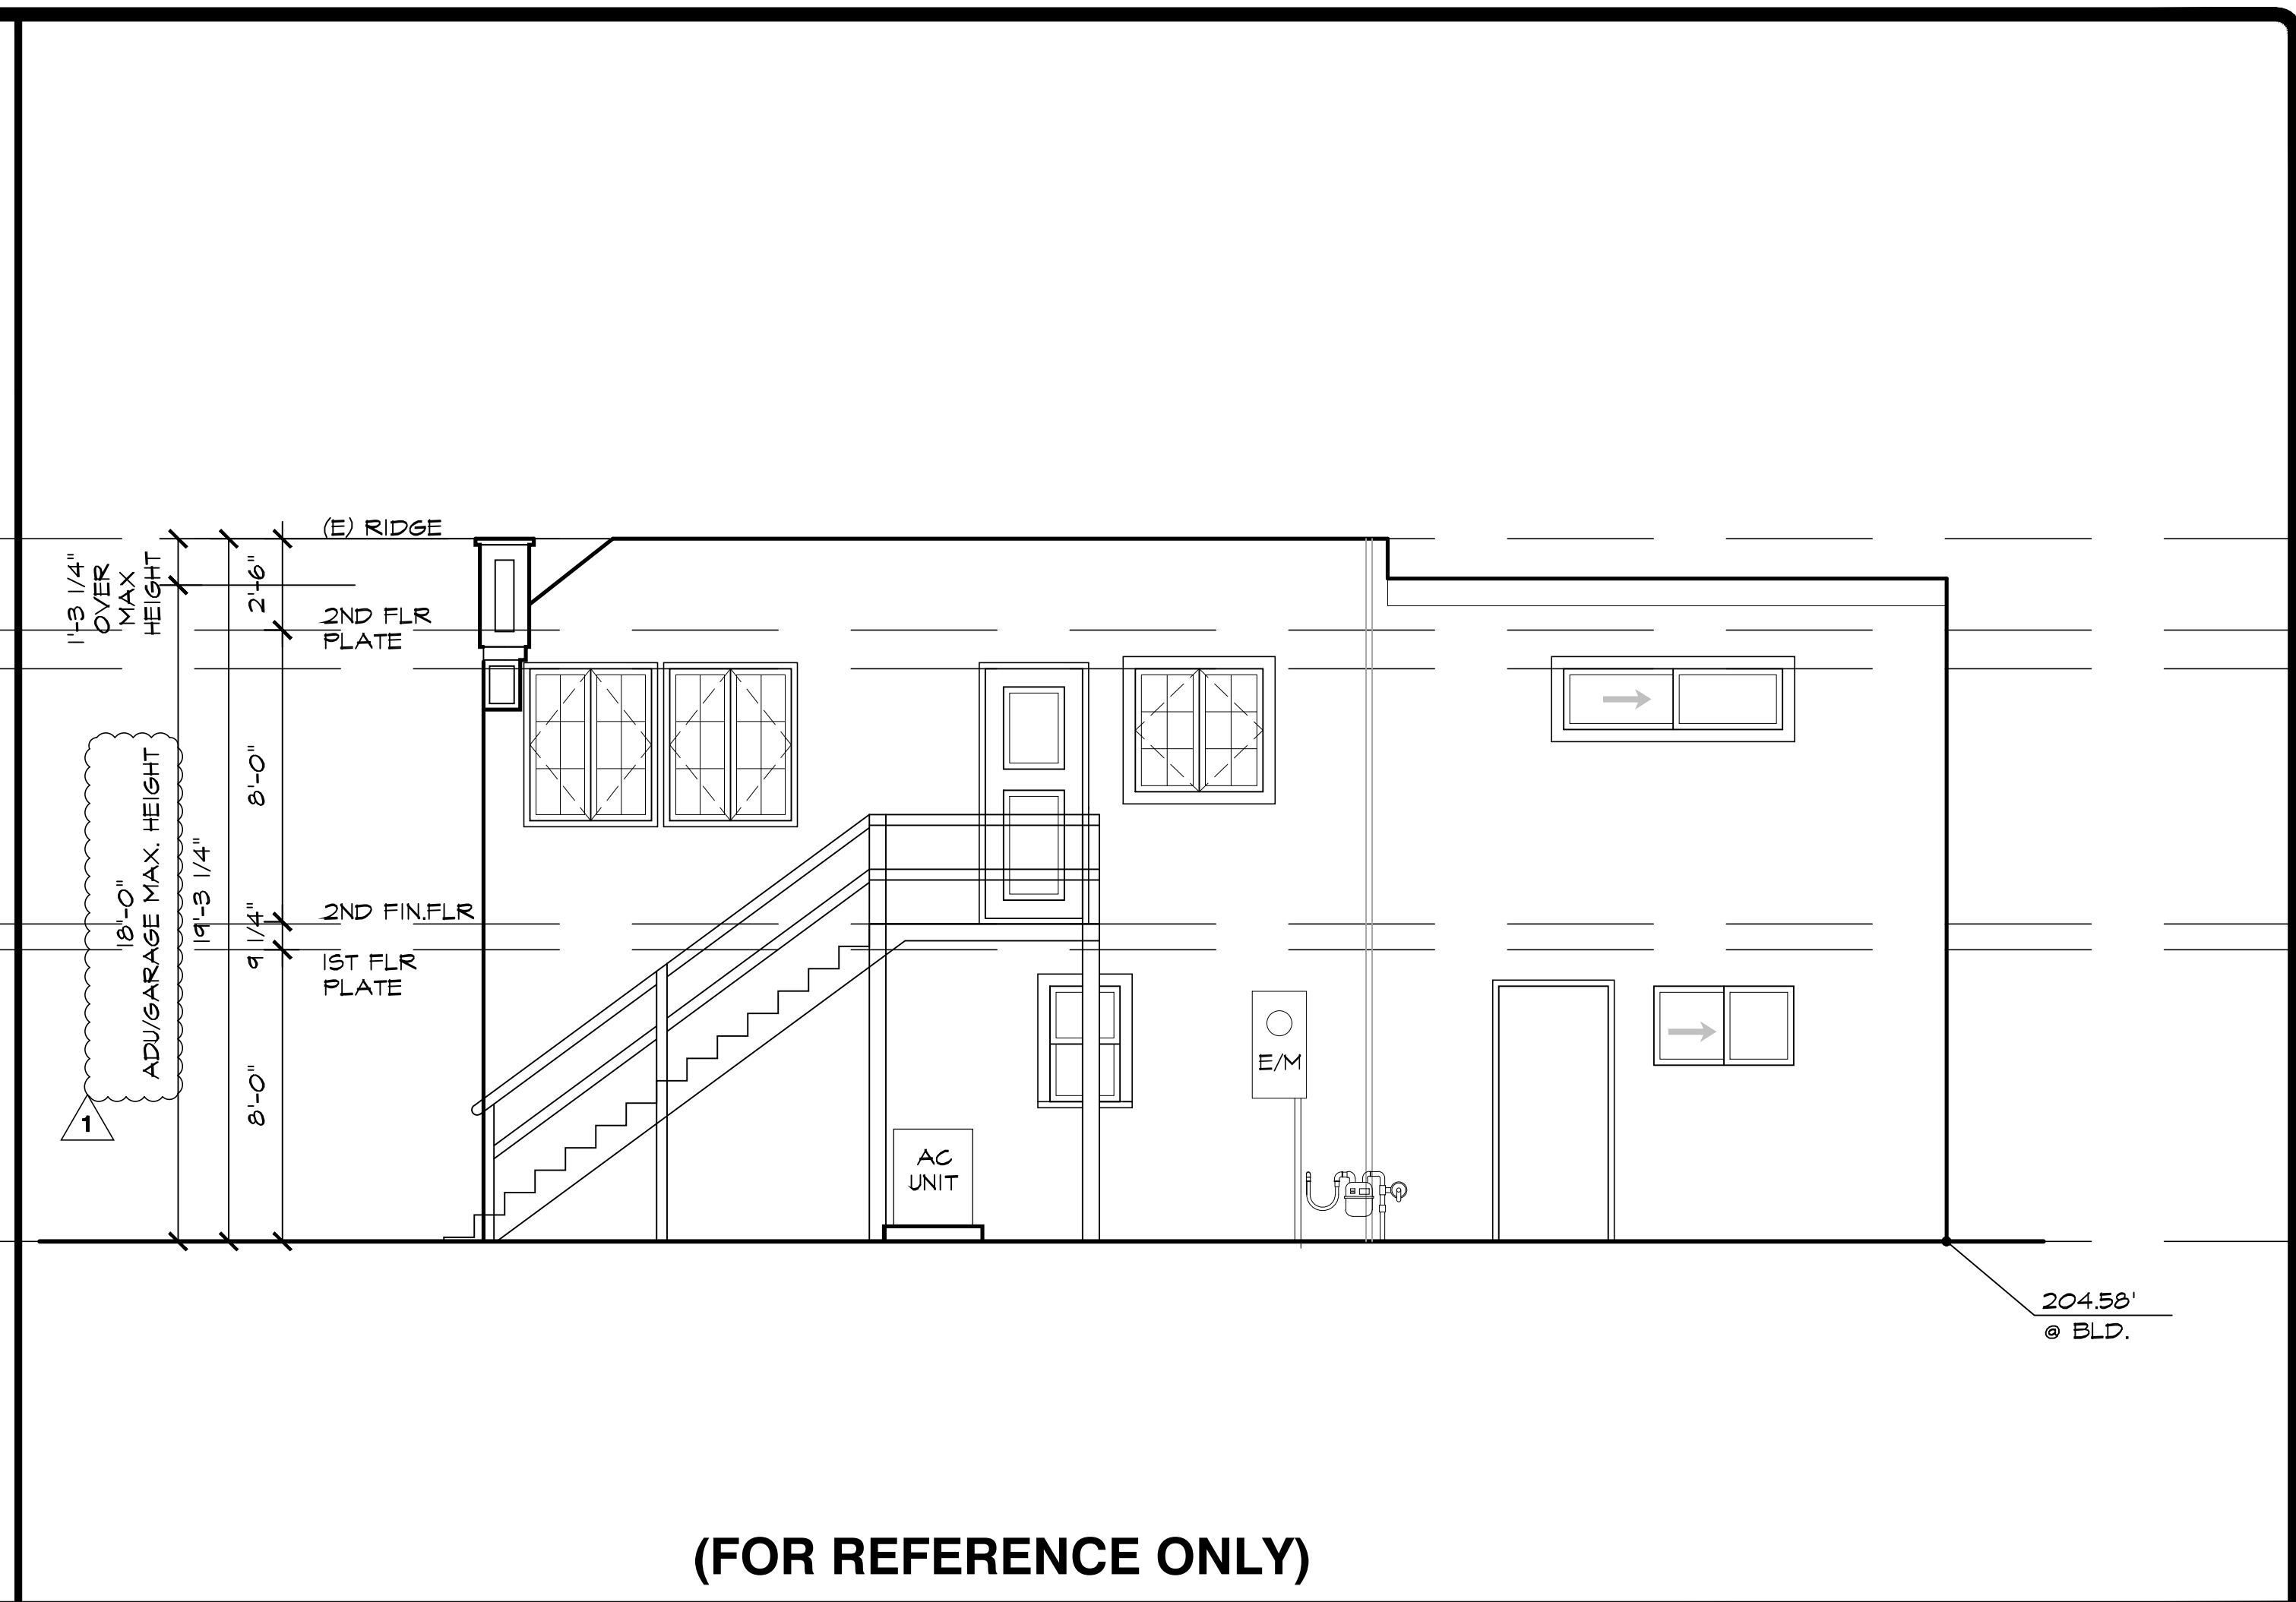 (E) RIDGE
1'-3 1/4"
OVER
MAX
HEIGHT
2'-6"
2ND FLR
PLATE
8'-0"
18'-0"
ADU/GARAGE MAX. HEIGHT
19'-3 1/4"
2ND FIN.FLR
9 1/4"
1ST FLR
PLATE
8'-0"
1
E/M
AC
UNIT
204.58'
@ BLD.
(FOR REFERENCE ONLY)